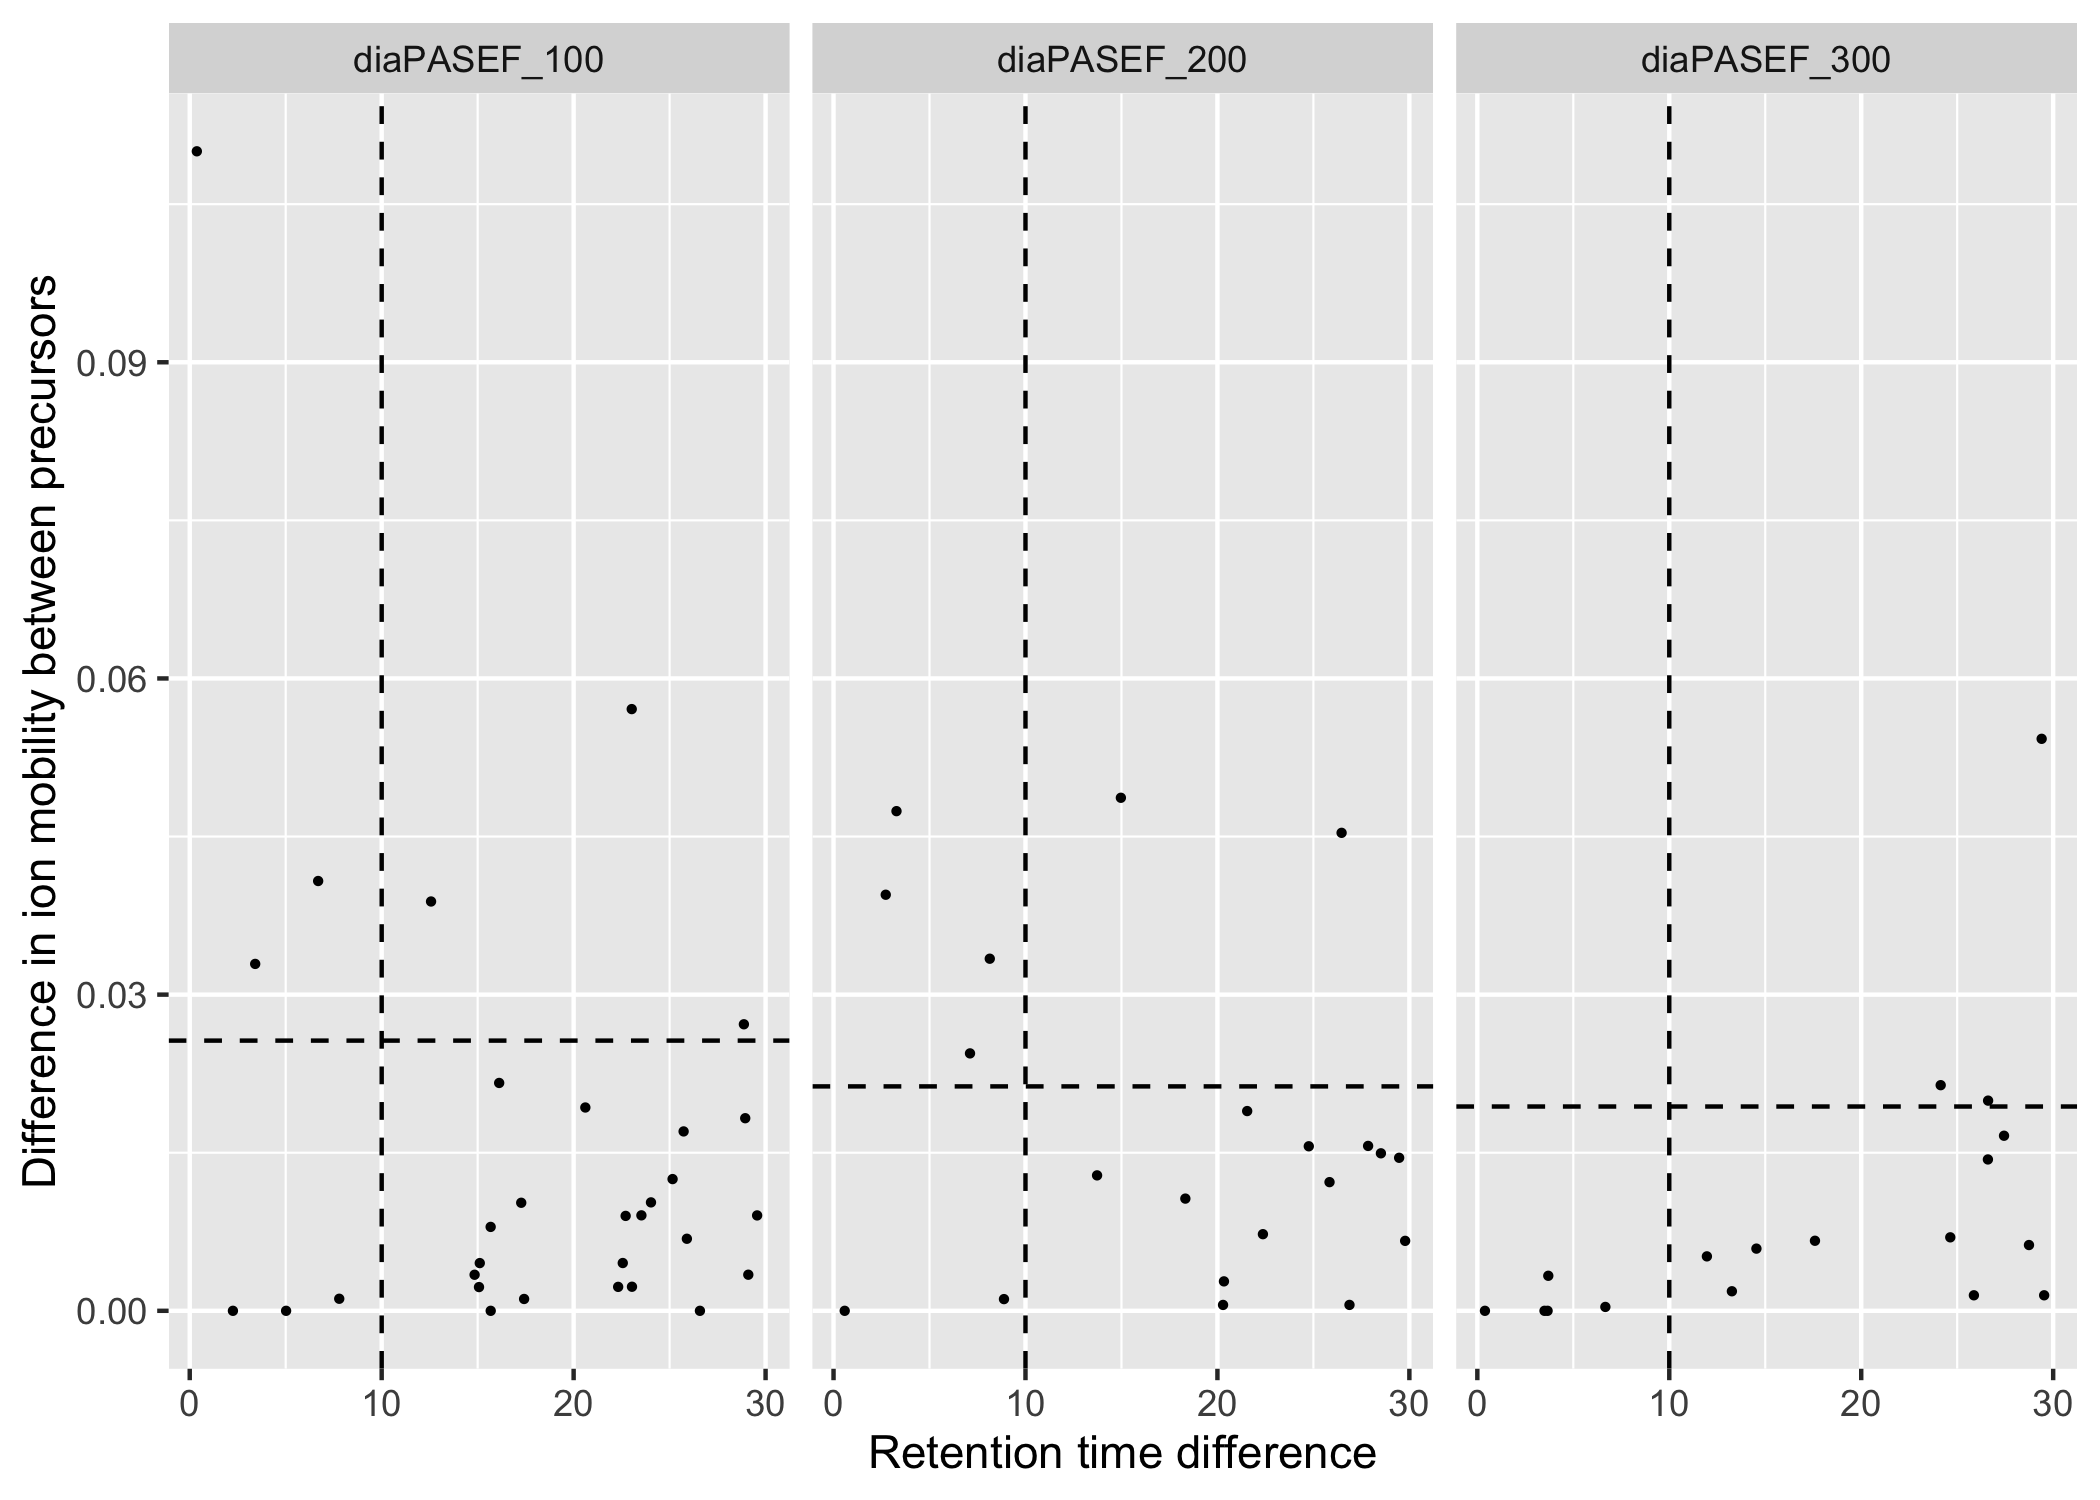 diaPASEF_100 diaPASEF_200 diaPASEF_300
Difference in ion mobility between precursors
0.09
0.06
0.03
0.00
0 10 20 30 0 10 20 30 0 10 20 30
Retention time difference